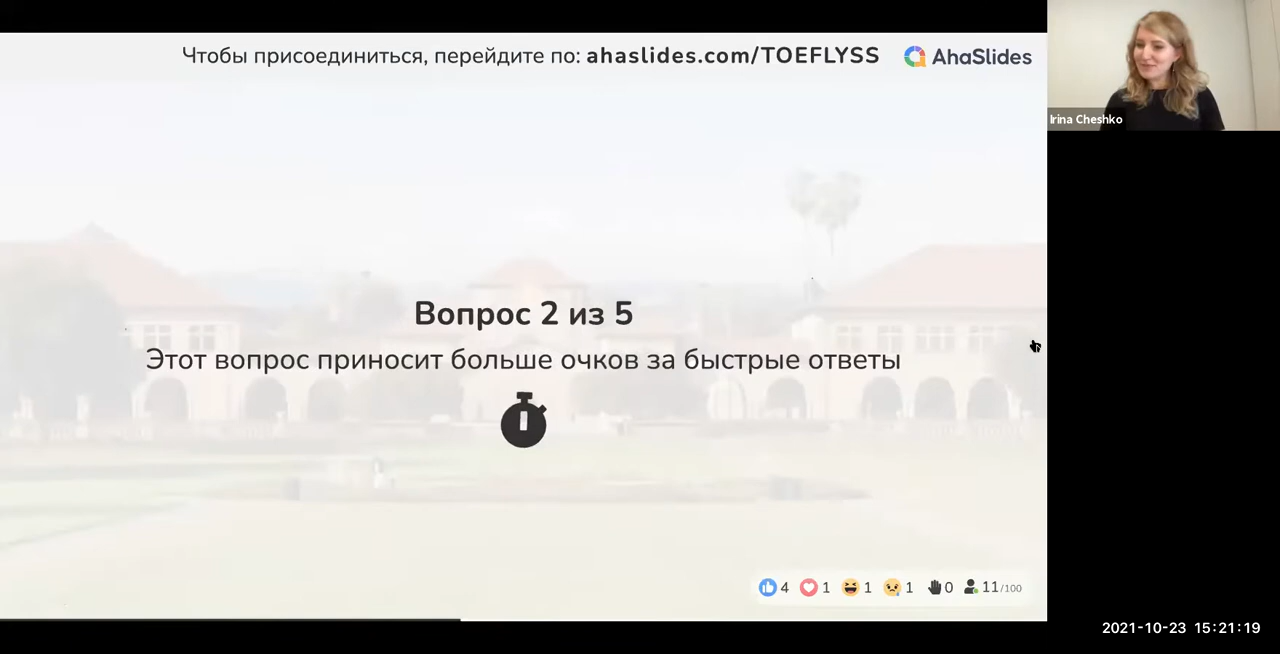 Чтобы присоединиться, перейдите по: ahaslides.com/TOEFLYSS AhaSlides
Irina Cheshko
Вопрос 2 из 5
Этот вопрос приносит больше очков за быстрые ответы
4 1 1 1 0 11/100
2021-10-23 15:21:19